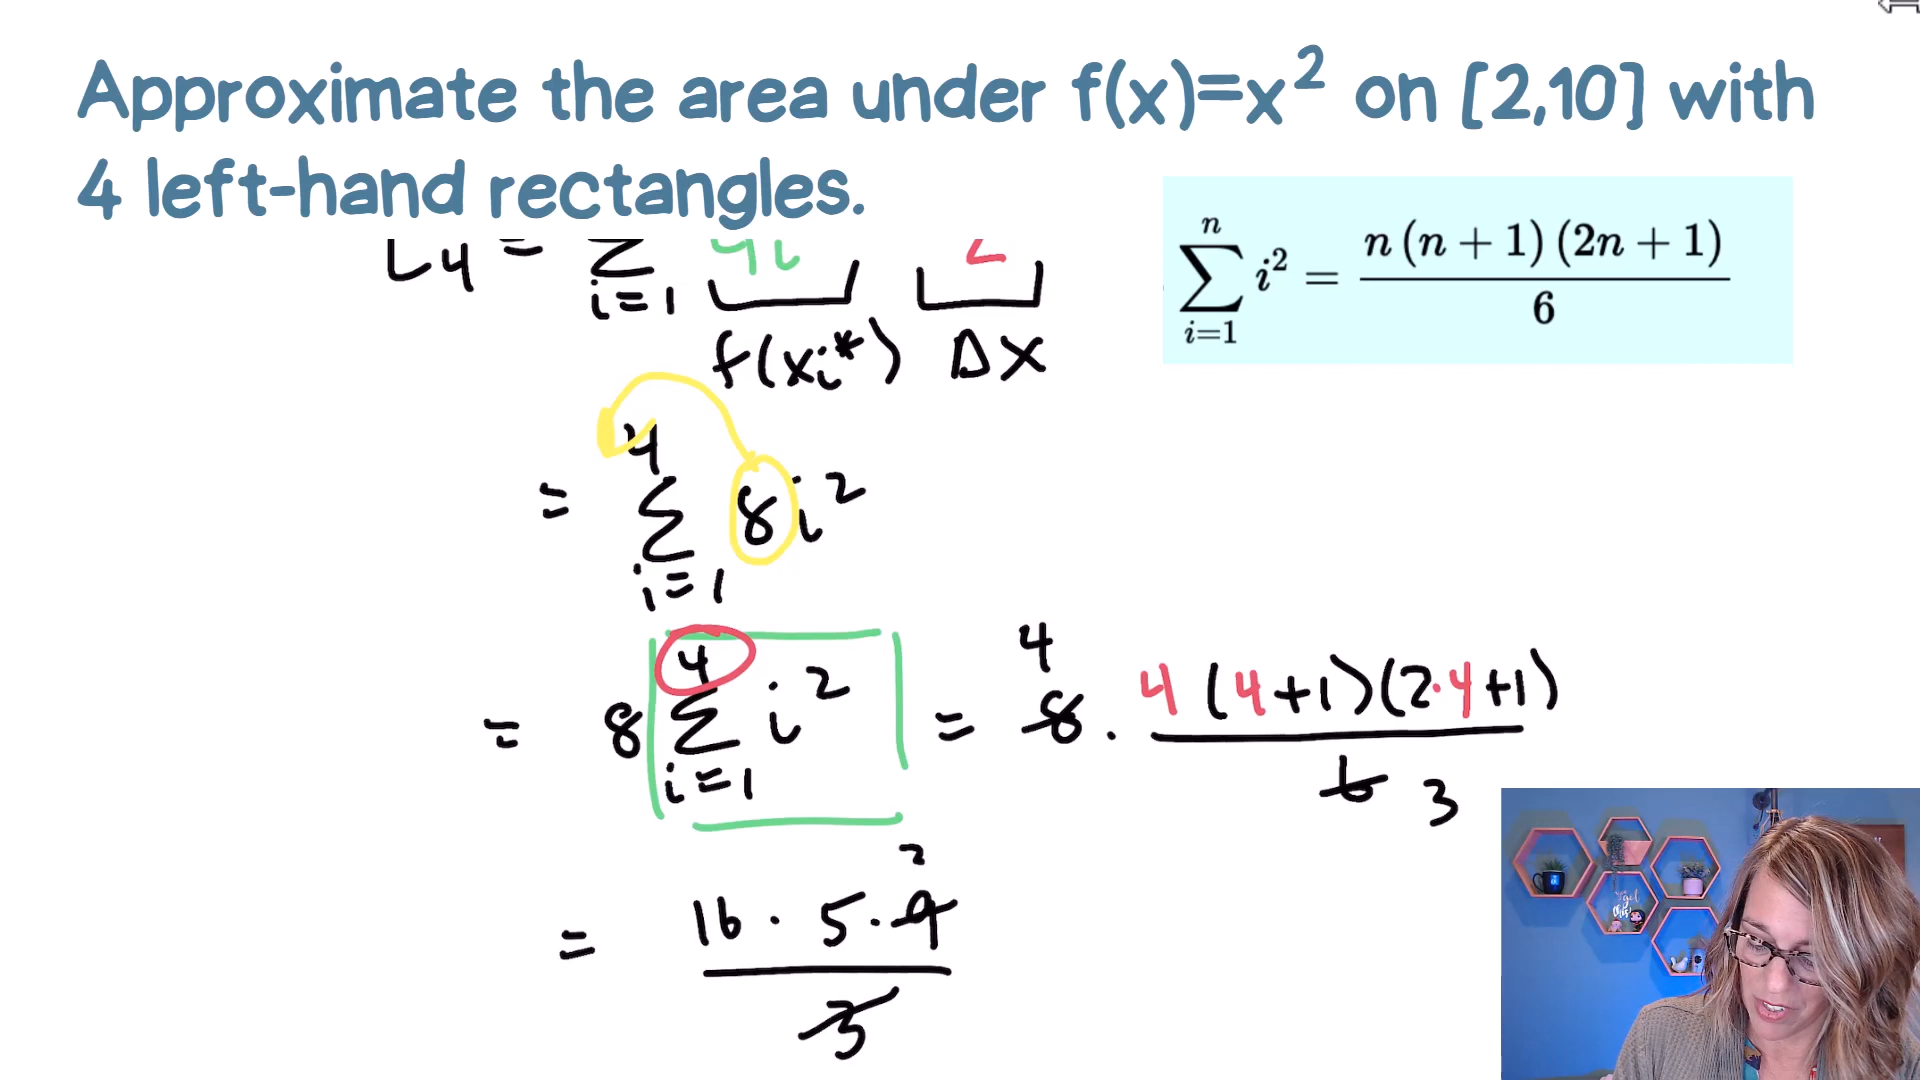 Approximate the area under f(x)=x² on [2,10] with
4 left-hand rectangles.
L4 = ∑ i=1 4i 2
f(xi*) Δx
∑ i=1 n i² = n(n+1)(2n+1) / 6
= ∑ i=1 4 8i²
= 8 ∑ i=1 4 i² = 8 4 · 4(4+1)(2·4+1) / 6 3
= 16 · 5 · 9 / 3